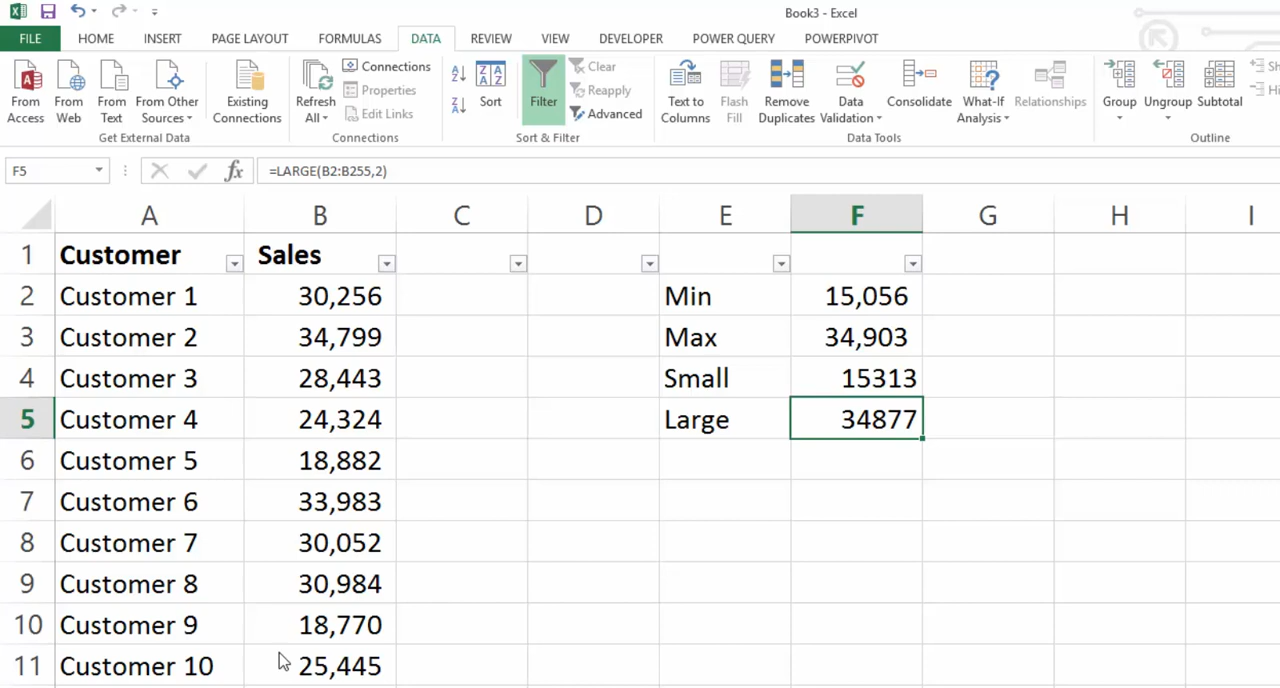 Book3 - Excel
FILE HOME INSERT PAGE LAYOUT FORMULAS DATA REVIEW VIEW DEVELOPER POWER QUERY POWERPIVOT
From Access
From Web
From Text
From Other Sources
Existing Connections
Get External Data
Refresh All
Connections
Properties
Edit Links
Connections
Sort
Filter
Clear
Reapply
Advanced
Sort & Filter
Text to Columns
Flash Fill
Remove Duplicates
Data Validation
Consolidate
What-If Analysis
Relationships
Data Tools
Group
Ungroup
Subtotal
Outline
F5 fx =LARGE(B2:B255,2)
A B C D E F G H I
1 Customer Sales
2 Customer 1 30,256 Min 15,056
3 Customer 2 34,799 Max 34,903
4 Customer 3 28,443 Small 15313
5 Customer 4 24,324 Large 34877
6 Customer 5 18,882
7 Customer 6 33,983
8 Customer 7 30,052
9 Customer 8 30,984
10 Customer 9 18,770
11 Customer 10 25,445